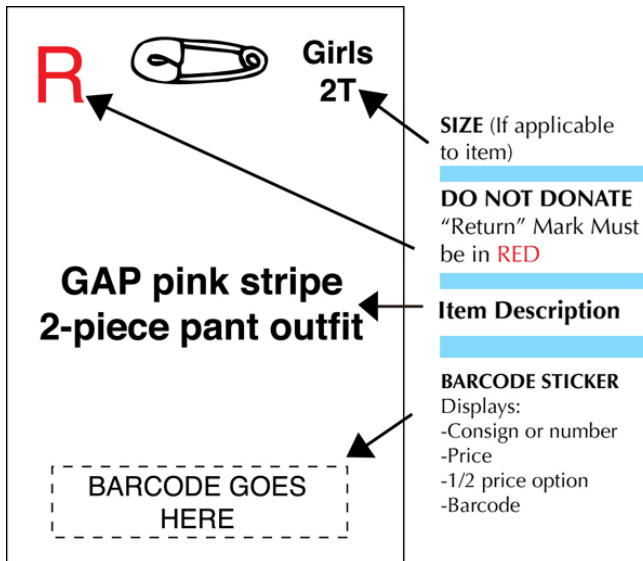 R
Girls
2T
GAP pink stripe
2-piece pant outfit
BARCODE GOES
HERE
SIZE (If applicable
to item)
DO NOT DONATE
“Return” Mark Must
be in RED
Item Description
BARCODE STICKER
Displays:
-Consign or number
-Price
-1/2 price option
-Barcode